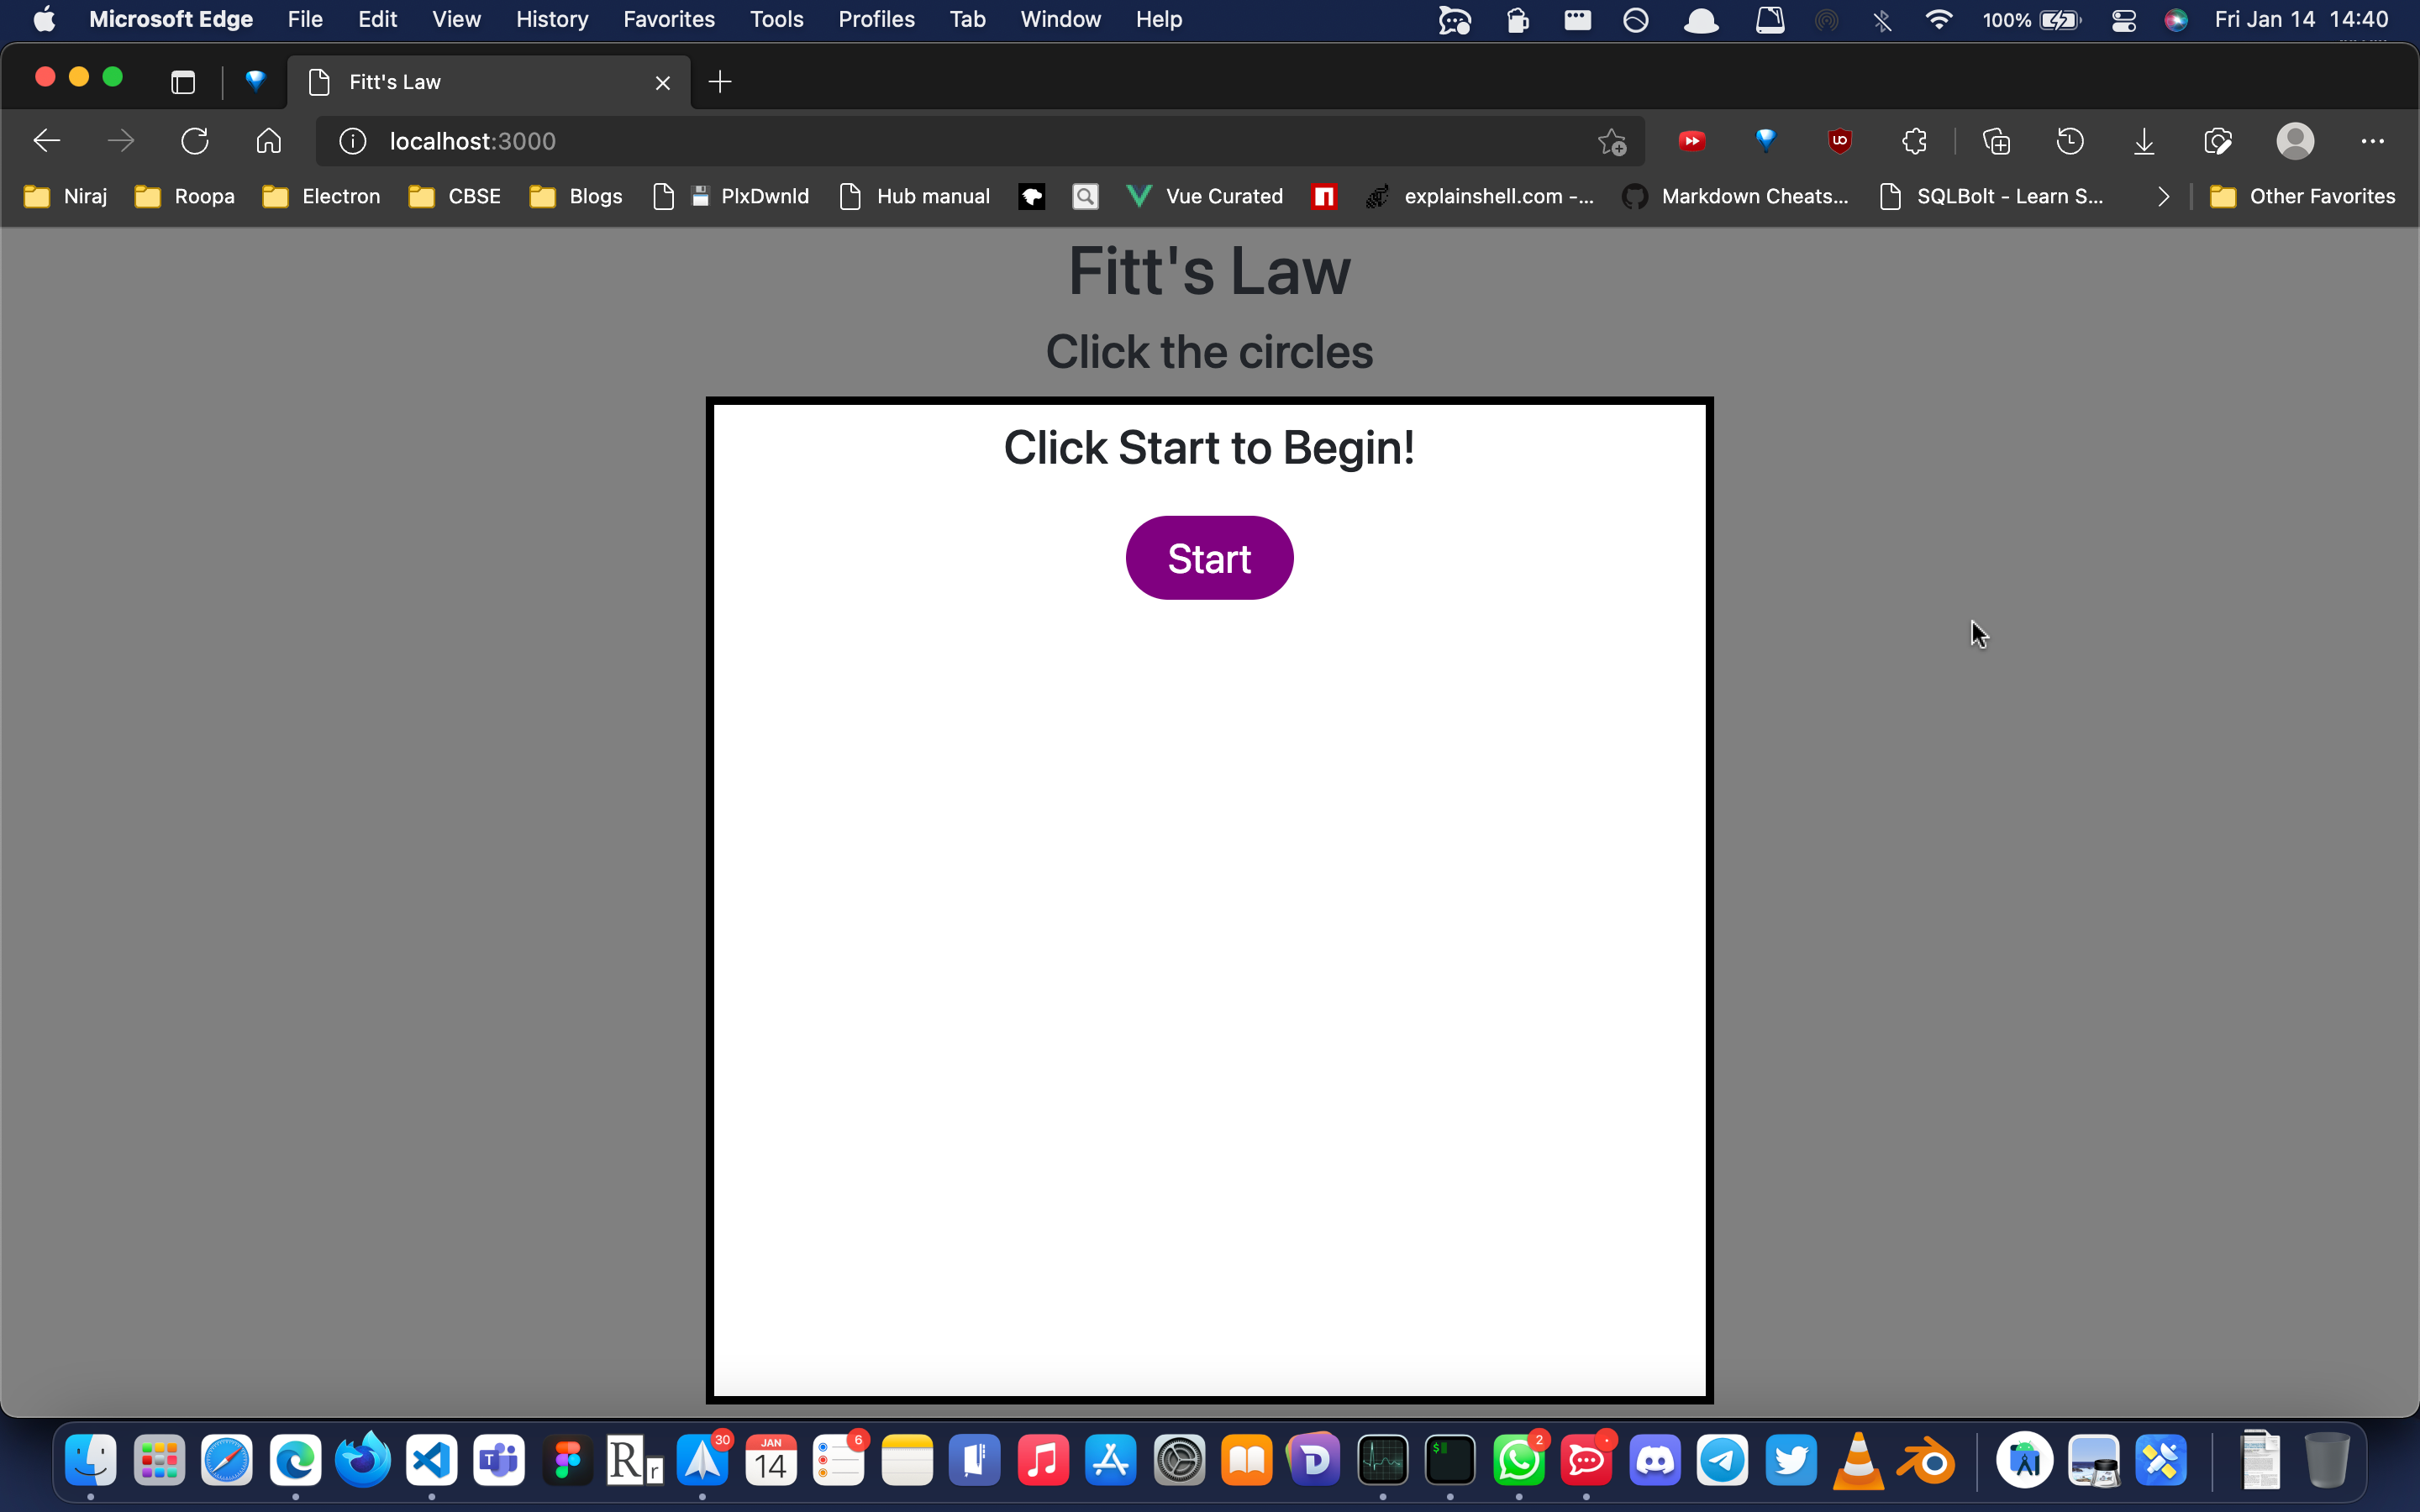 Microsoft Edge File Edit View History Favorites Tools Profiles Tab Window Help 100% Fri Jan 14 14:40
Fitt's Law
localhost:3000
Niraj Roopa Electron CBSE Blogs PlxDwnld Hub manual Vue Curated explainshell.com -... Markdown Cheats... SQLBolt - Learn S... Other Favorites
Fitt's Law
Click the circles
Click Start to Begin!
Start
30 6 2
JAN
14